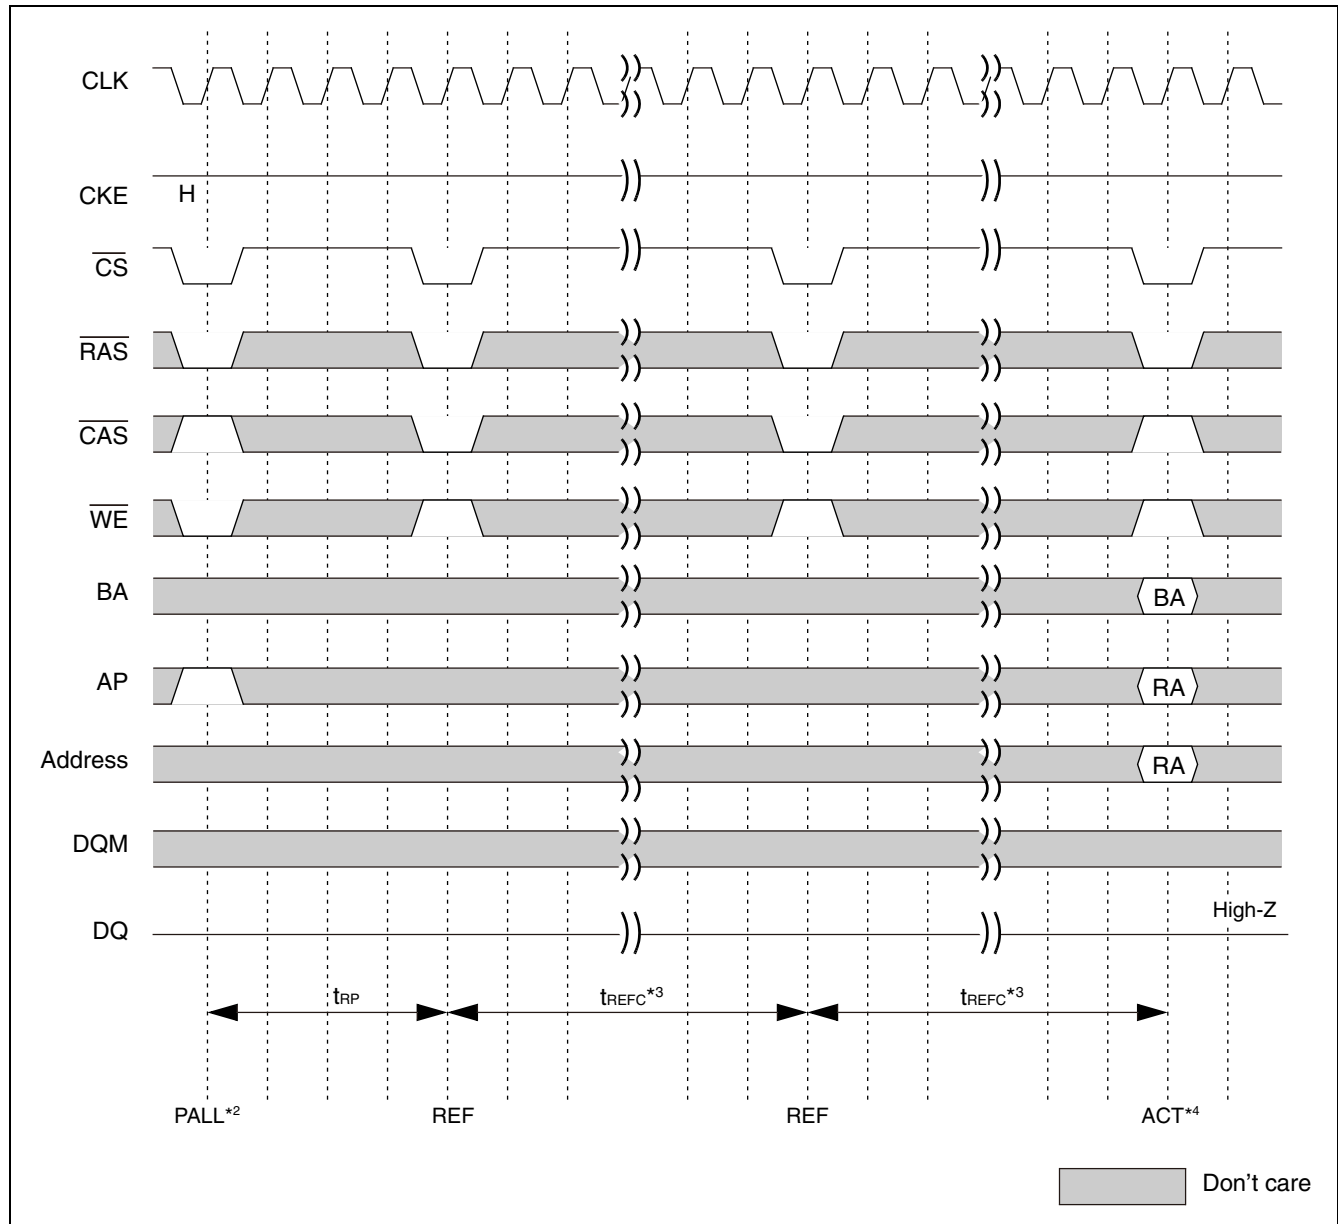 CLK
CKE
H
CS
RAS
CAS
WE
BA
BA
AP
RA
Address
RA
DQM
DQ
High-Z
tRP
tREFC*3
tREFC*3
PALL*2
REF
REF
ACT*4
Don't care